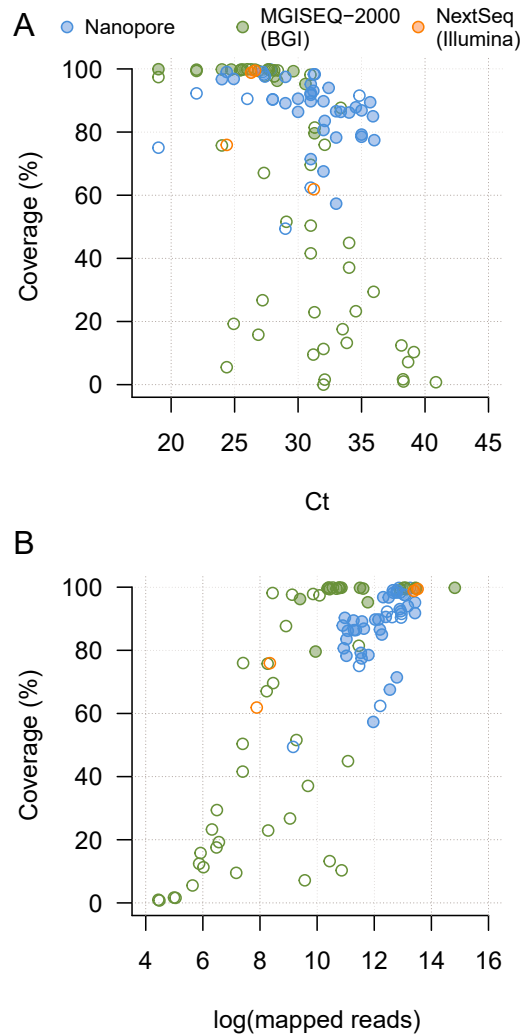 A
Nanopore
MGISEQ−2000
(BGI)
NextSeq
(Illumina)
100
80
60
40
20
0
Coverage (%)
20 25 30 35 40 45
Ct
B
100
80
60
40
20
0
Coverage (%)
4 6 8 10 12 14 16
log(mapped reads)